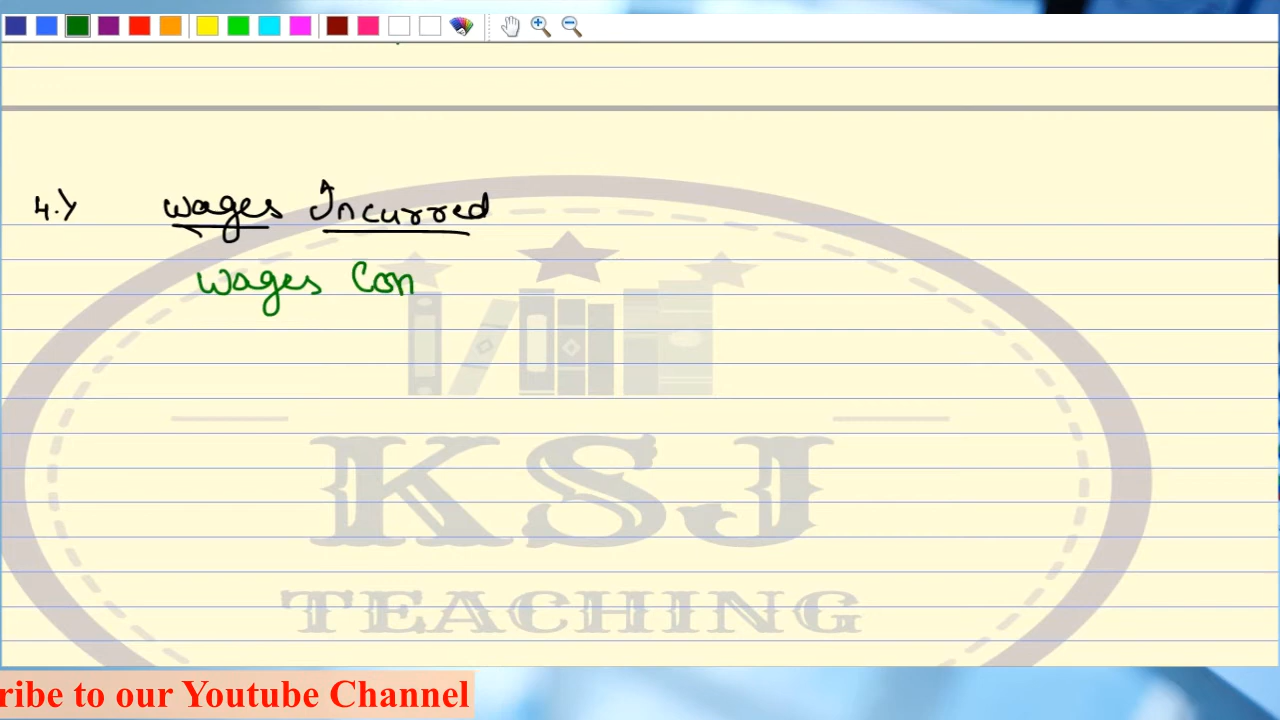 4.) Wages Incurred
Wages Con
KSJ
TEACHING
ribe to our Youtube Channel